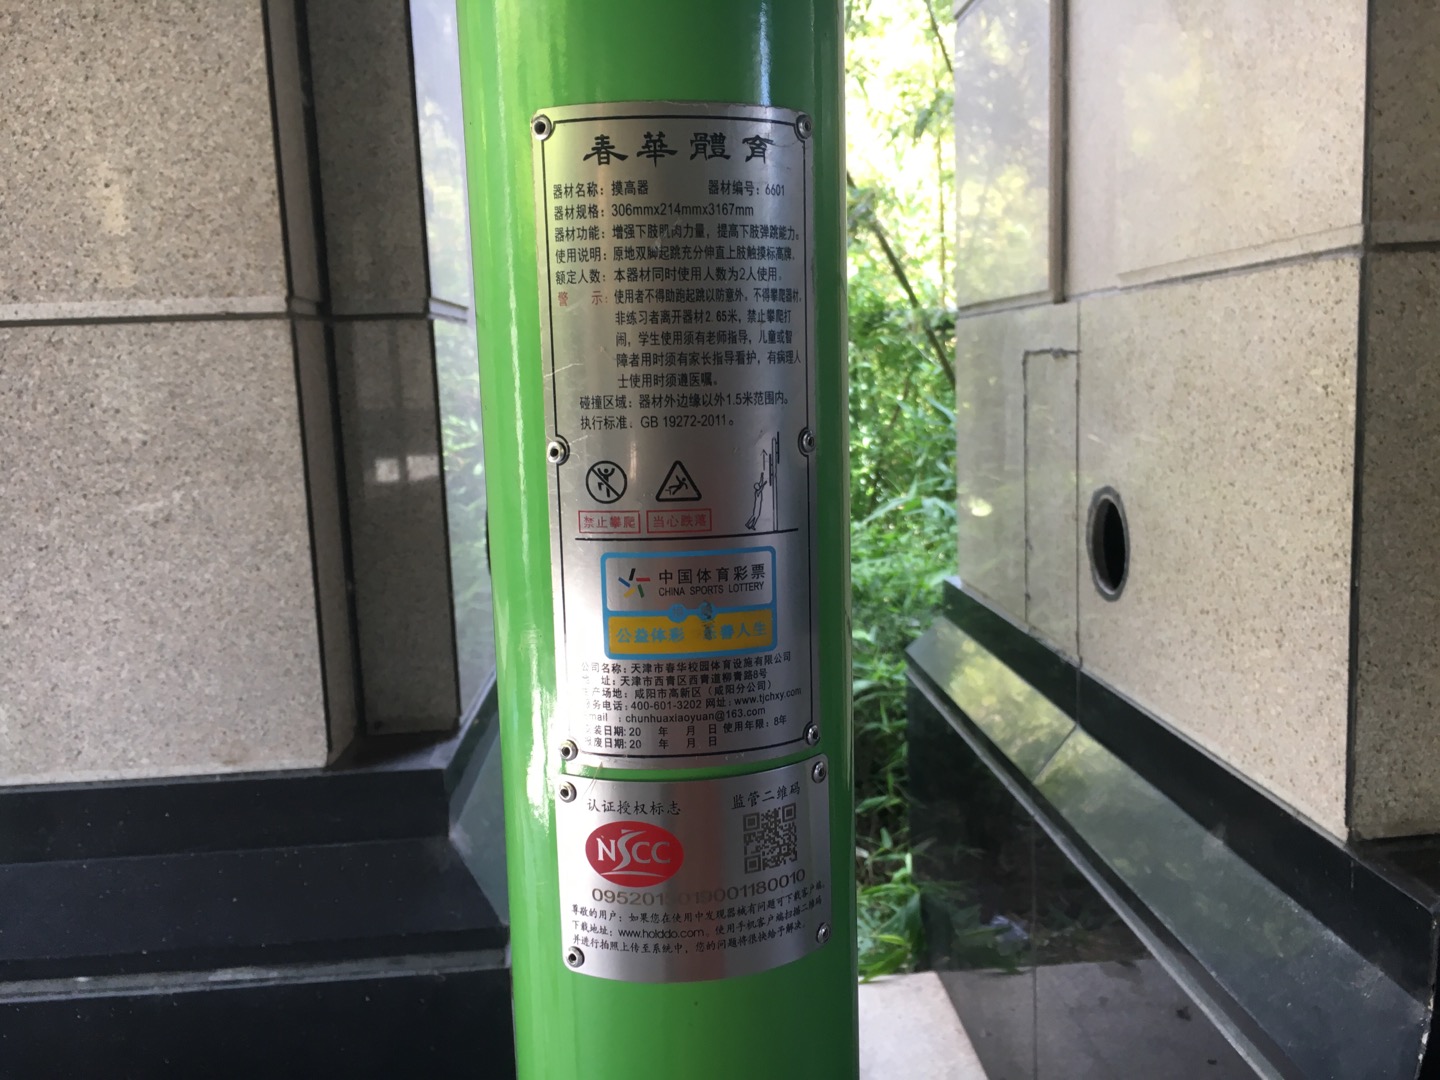 春華體育
器材名称：摸高器 器材编号：6601
器材规格：306mmx214mmx3167mm
器材功能：增强下肢肌肉力量，提高下肢弹跳能力。
使用说明：原地双脚起跳充分伸直上肢触摸标高牌。
额定人数：本器材同时使用人数为2人使用。
警 示：使用者不得助跑起跳以防意外，不得攀爬器材，
非练习者离开器材2.65米，禁止攀爬打
闹，学生使用须有老师指导，儿童或智
障者用时须有家长指导看护，有病理人
士使用时须遵医嘱。
碰撞区域：器材外边缘以外1.5米范围内。
执行标准：GB 19272-2011。
禁止攀爬 当心跌落
中国体育彩票
CHINA SPORTS LOTTERY
公益体彩 乐善人生
公司名称：天津市春华校园体育设施有限公司
地 址：天津市西青区西青道柳青路8号
生产场地：咸阳市高新区（咸阳分公司）
服务电话：400-601-3202 网址：www.tjchxy.com
Email ：chunhuaxiaoyuan@163.com
安装日期：20 年 月 日 使用年限：8年
报废日期：20 年 月 日
认证授权标志 监管二维码
NSCC
0952015019001180010
尊敬的用户：如果您在使用中发现器械有问题可下载客户端，
下载地址：www.holddo.com，使用手机客户端扫描二维码
并进行拍照上传至系统中，您的问题将很快给予解决。